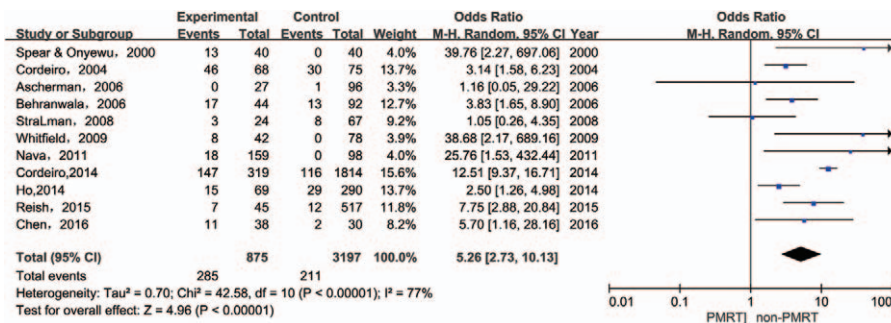 Experimental Control Odds Ratio Odds Ratio
Study or Subgroup Events Total Events Total Weight M-H. Random. 95% CI Year M-H. Random. 95% CI
Spear & Onyewu，2000 13 40 0 40 4.0% 39.76 [2.27, 697.06] 2000
Cordeiro，2004 46 68 30 75 13.7% 3.14 [1.58, 6.23] 2004
Ascherman，2006 0 27 1 96 3.4% 1.16 [0.05, 29.22] 2006
Behranwala，2006 17 44 13 92 12.7% 3.83 [1.65, 8.90] 2006
StraLman，2008 3 24 8 67 8.8% 1.05 [0.26, 4.35] 2008
Whitfield，2009 8 42 0 78 3.9% 38.68 [2.17, 689.16] 2009
Nava，2011 18 159 0 98 4.0% 25.76 [1.53, 432.44] 2011
Cordeiro,2014 147 319 116 1814 15.6% 12.51 [9.37, 16.71] 2014
Ho,2014 15 69 29 290 13.7% 2.50 [1.26, 4.98] 2014
Reish，2015 7 45 12 517 11.8% 7.75 [2.88, 20.84] 2015
Chen，2016 11 38 2 30 8.2% 5.70 [1.16, 28.16] 2016
Total (95% CI) 875 3197 100.0% 5.26 [2.73, 10.13]
Total events 285 211
Heterogeneity: Tau² = 0.70; Chi² = 42.58, df = 10 (P < 0.00001); I² = 77%
Test for overall effect: Z = 4.96 (P < 0.00001)
0.01 0.1 1 10 100
PMRT] non-PMRT